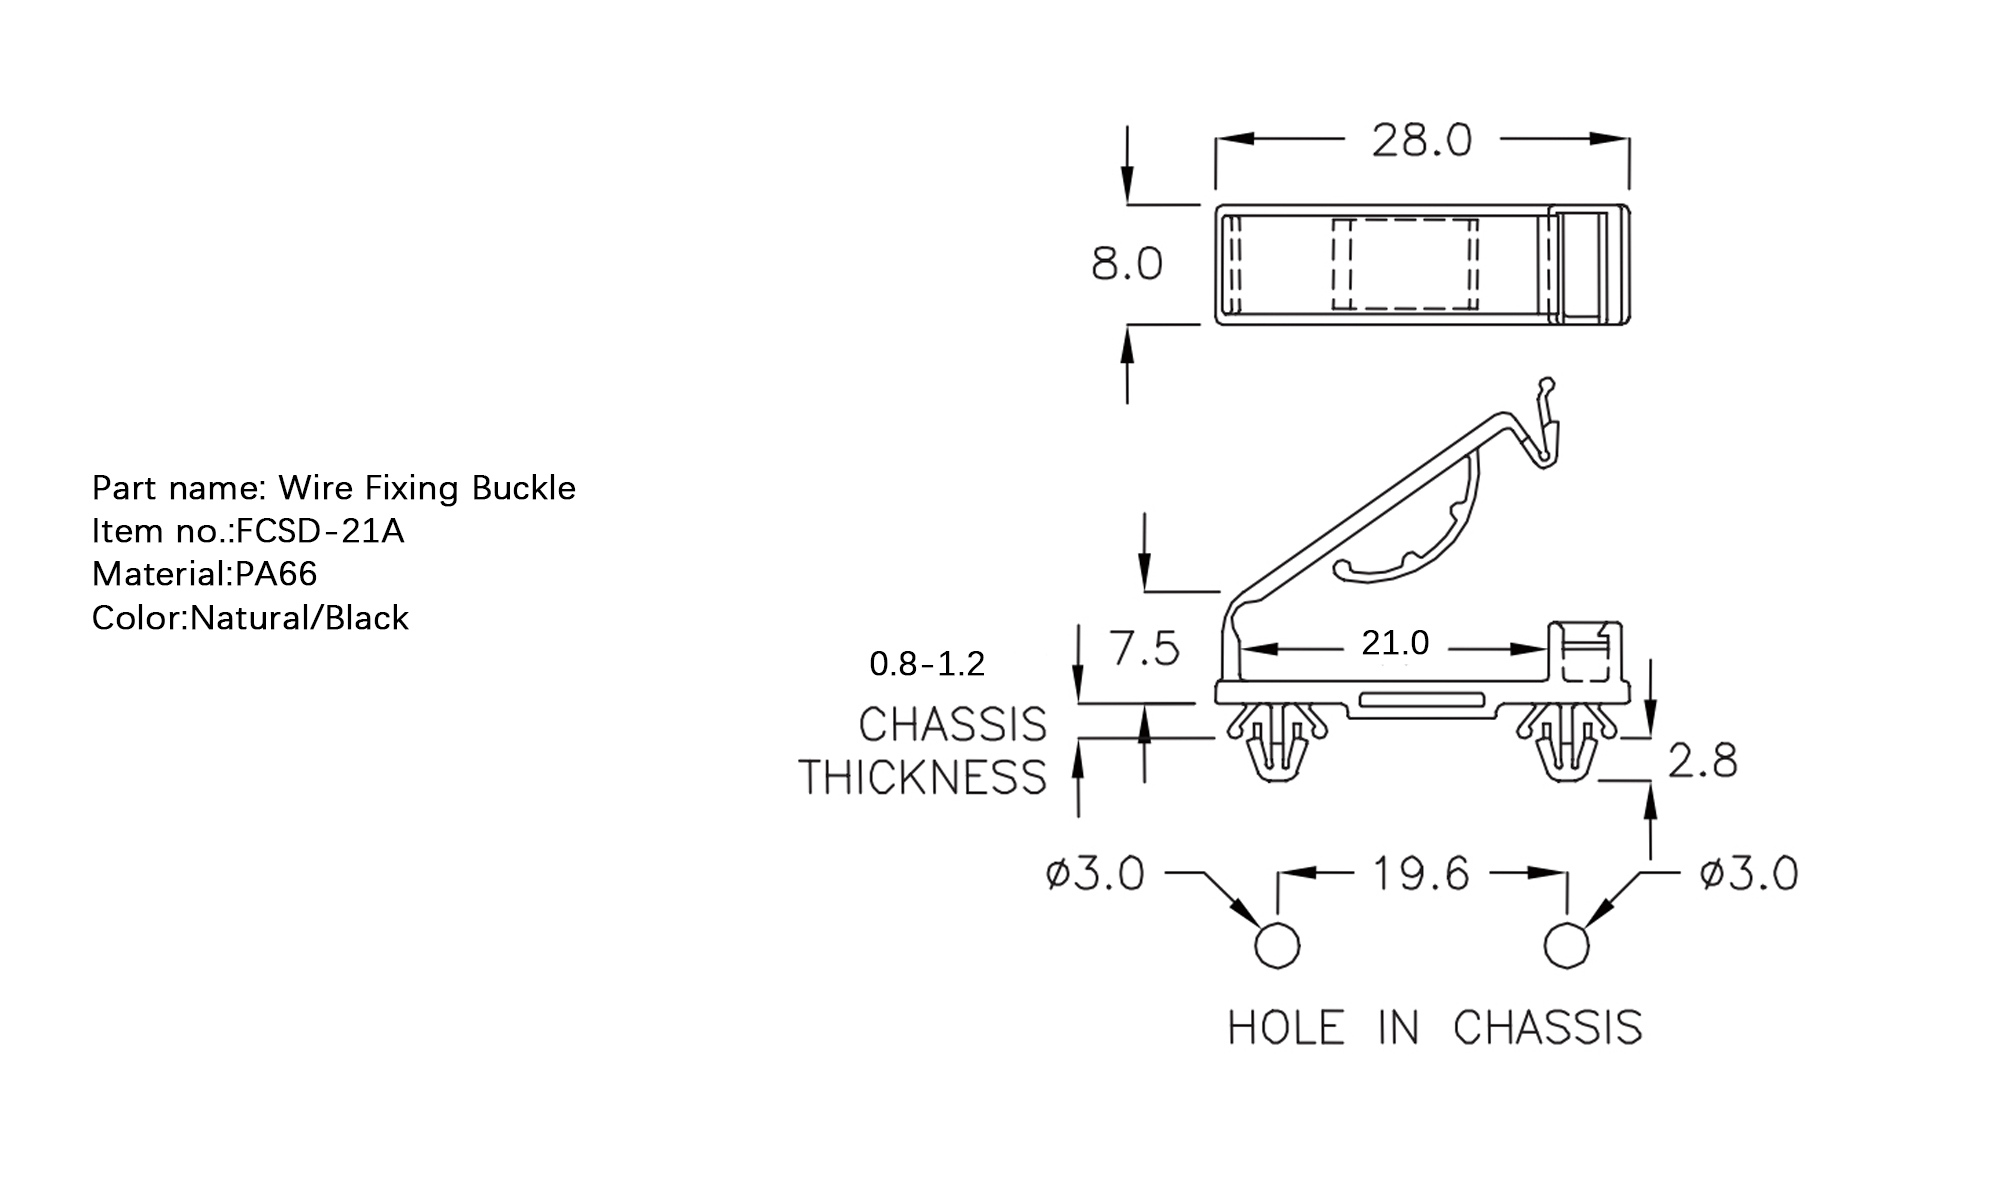 Part name: Wire Fixing Buckle
Item no.:FCSD-21A
Material:PA66
Color:Natural/Black
28.0
8.0
7.5
21.0
0.8-1.2
CHASSIS
THICKNESS
2.8
ø3.0
19.6
ø3.0
HOLE IN CHASSIS